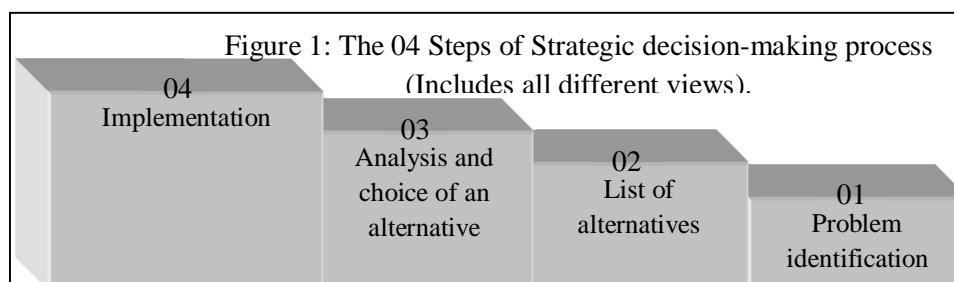 Figure 1: The 04 Steps of Strategic decision-making process
(Includes all different views).
04
Implementation
03
Analysis and
choice of an
alternative
02
List of
alternatives
01
Problem
identification